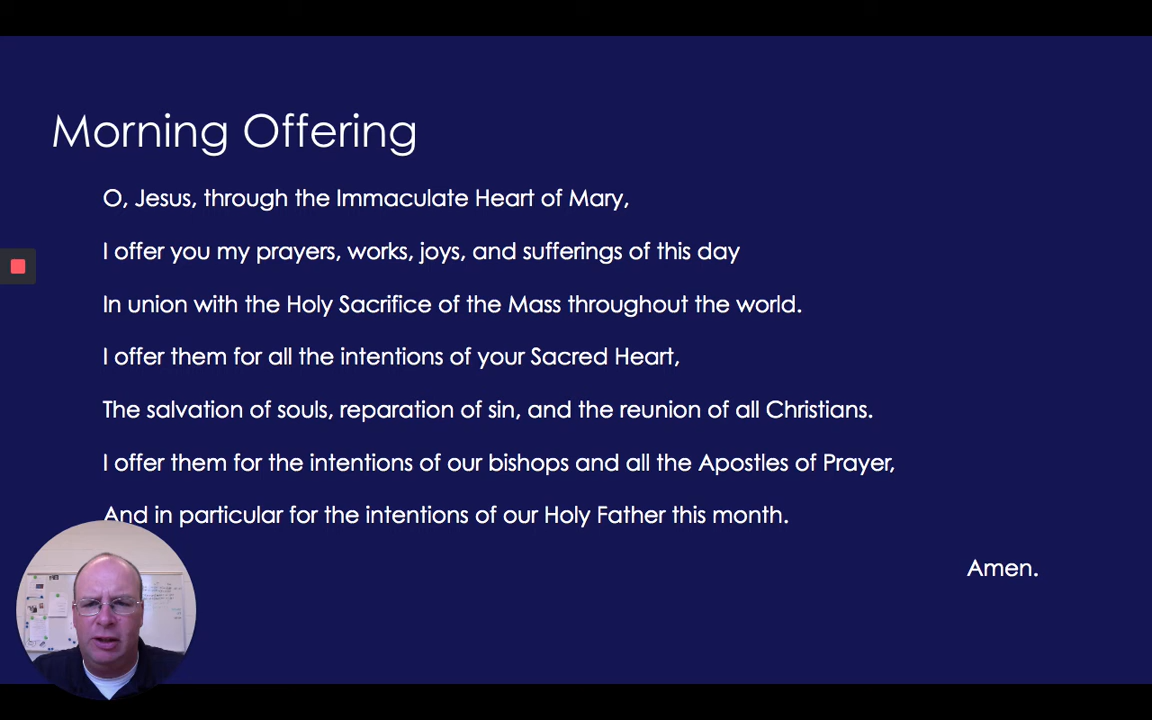 Morning Offering
O, Jesus, through the Immaculate Heart of Mary,
I offer you my prayers, works, joys, and sufferings of this day
In union with the Holy Sacrifice of the Mass throughout the world.
I offer them for all the intentions of your Sacred Heart,
The salvation of souls, reparation of sin, and the reunion of all Christians.
I offer them for the intentions of our bishops and all the Apostles of Prayer,
And in particular for the intentions of our Holy Father this month.
Amen.